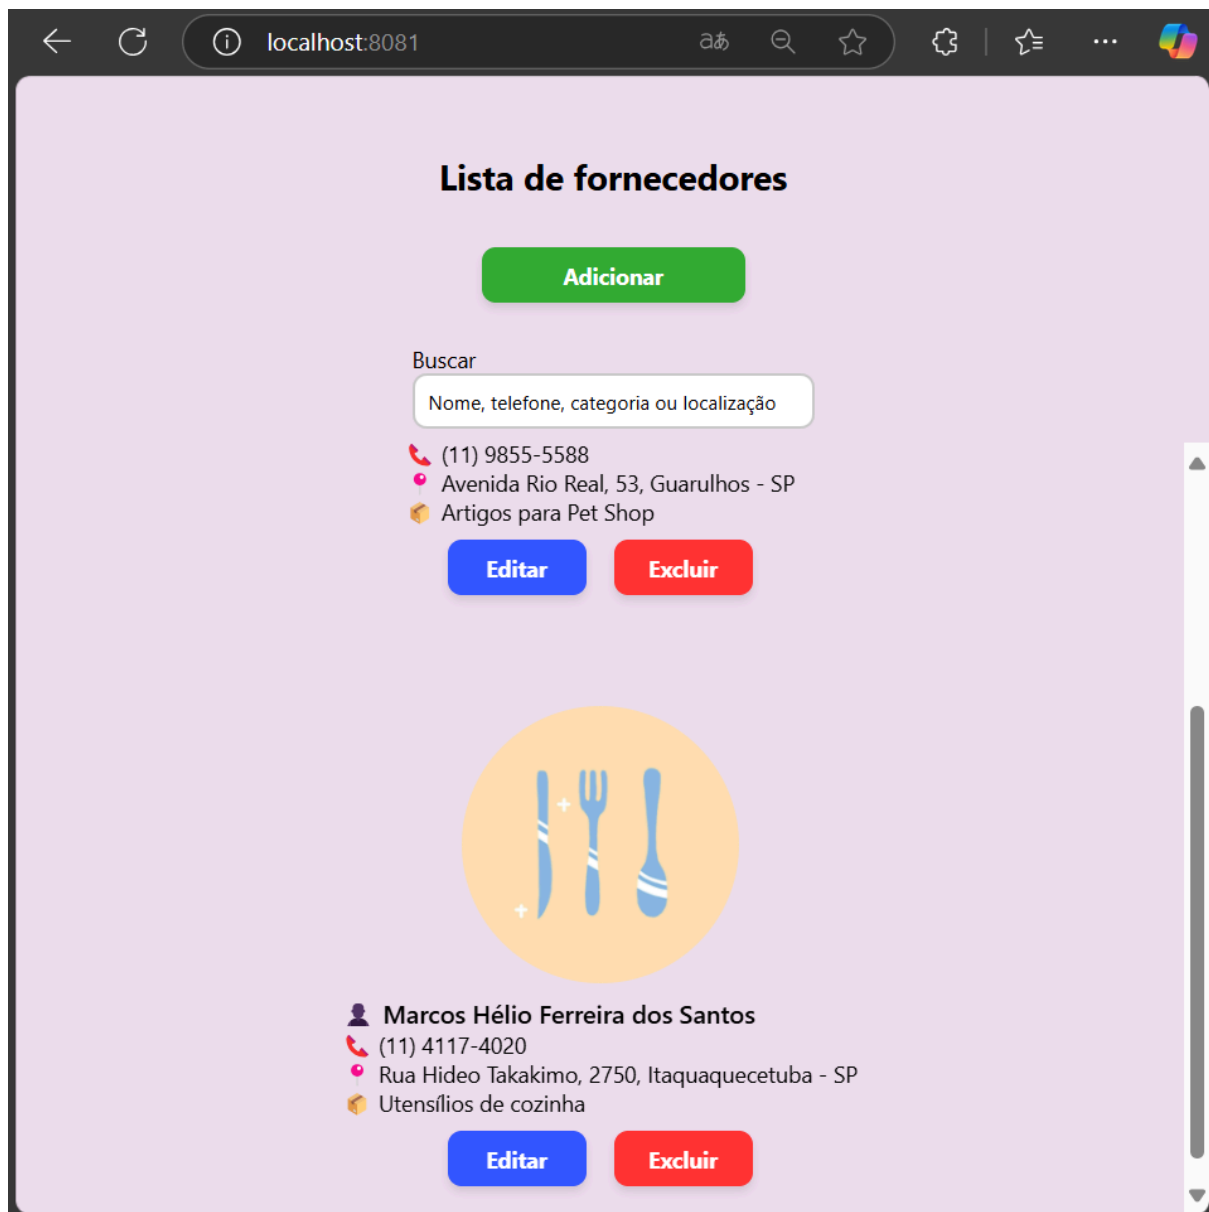 localhost:8081
aあ
Lista de fornecedores
Adicionar
Buscar
Nome, telefone, categoria ou localização
(11) 9855-5588
Avenida Rio Real, 53, Guarulhos - SP
Artigos para Pet Shop
Editar Excluir
Marcos Hélio Ferreira dos Santos
(11) 4117-4020
Rua Hideo Takakimo, 2750, Itaquaquecetuba - SP
Utensílios de cozinha
Editar Excluir